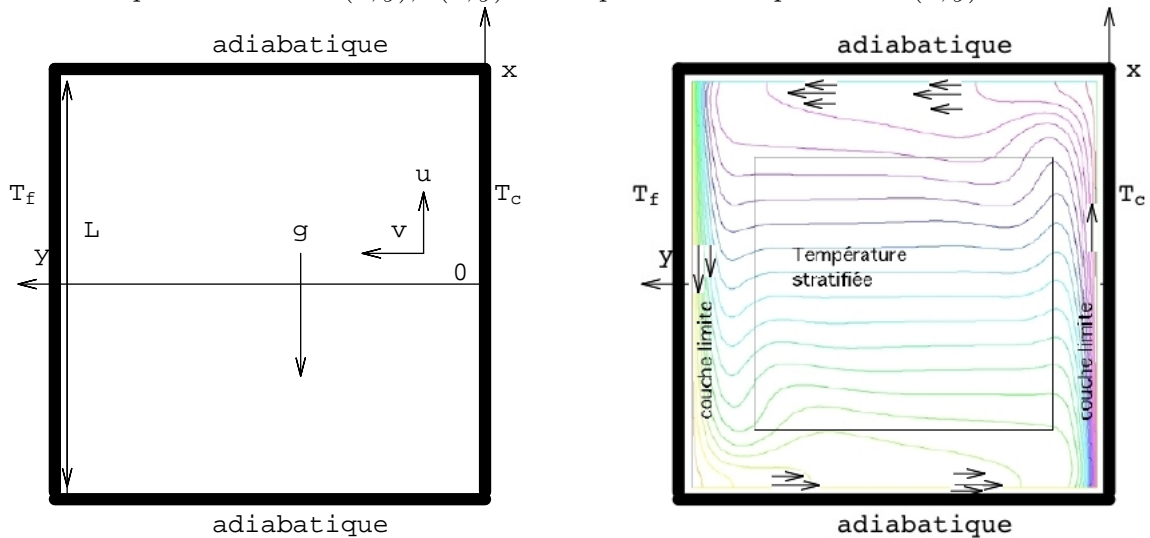 adiabatique
x
T_f
T_c
u
L
g
v
y
0
adiabatique
adiabatique
x
T_f
T_c
y
Température
stratifiée
couche limite
couche limite
adiabatique